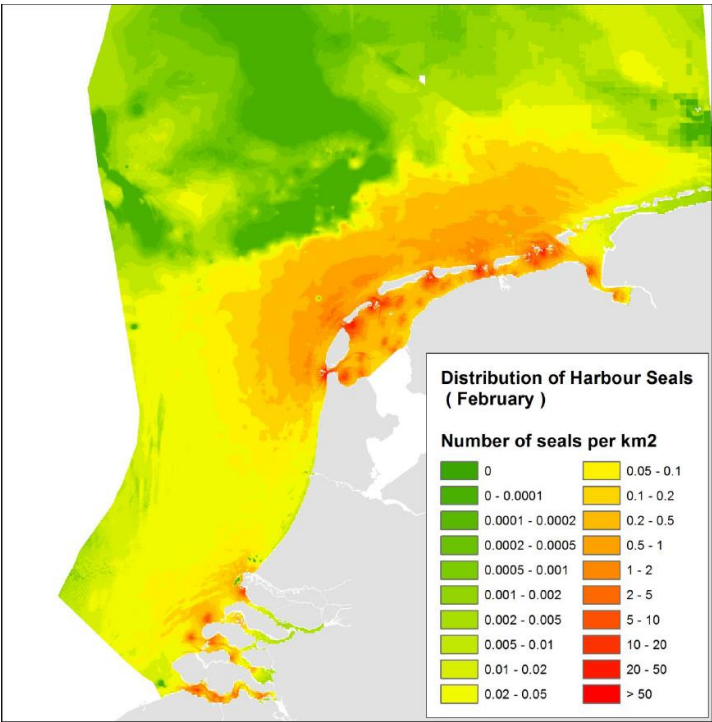 Distribution of Harbour Seals
( February )
Number of seals per km2
0
0 - 0.0001
0.0001 - 0.0002
0.0002 - 0.0005
0.0005 - 0.001
0.001 - 0.002
0.002 - 0.005
0.005 - 0.01
0.01 - 0.02
0.02 - 0.05
0.05 - 0.1
0.1 - 0.2
0.2 - 0.5
0.5 - 1
1 - 2
2 - 5
5 - 10
10 - 20
20 - 50
> 50